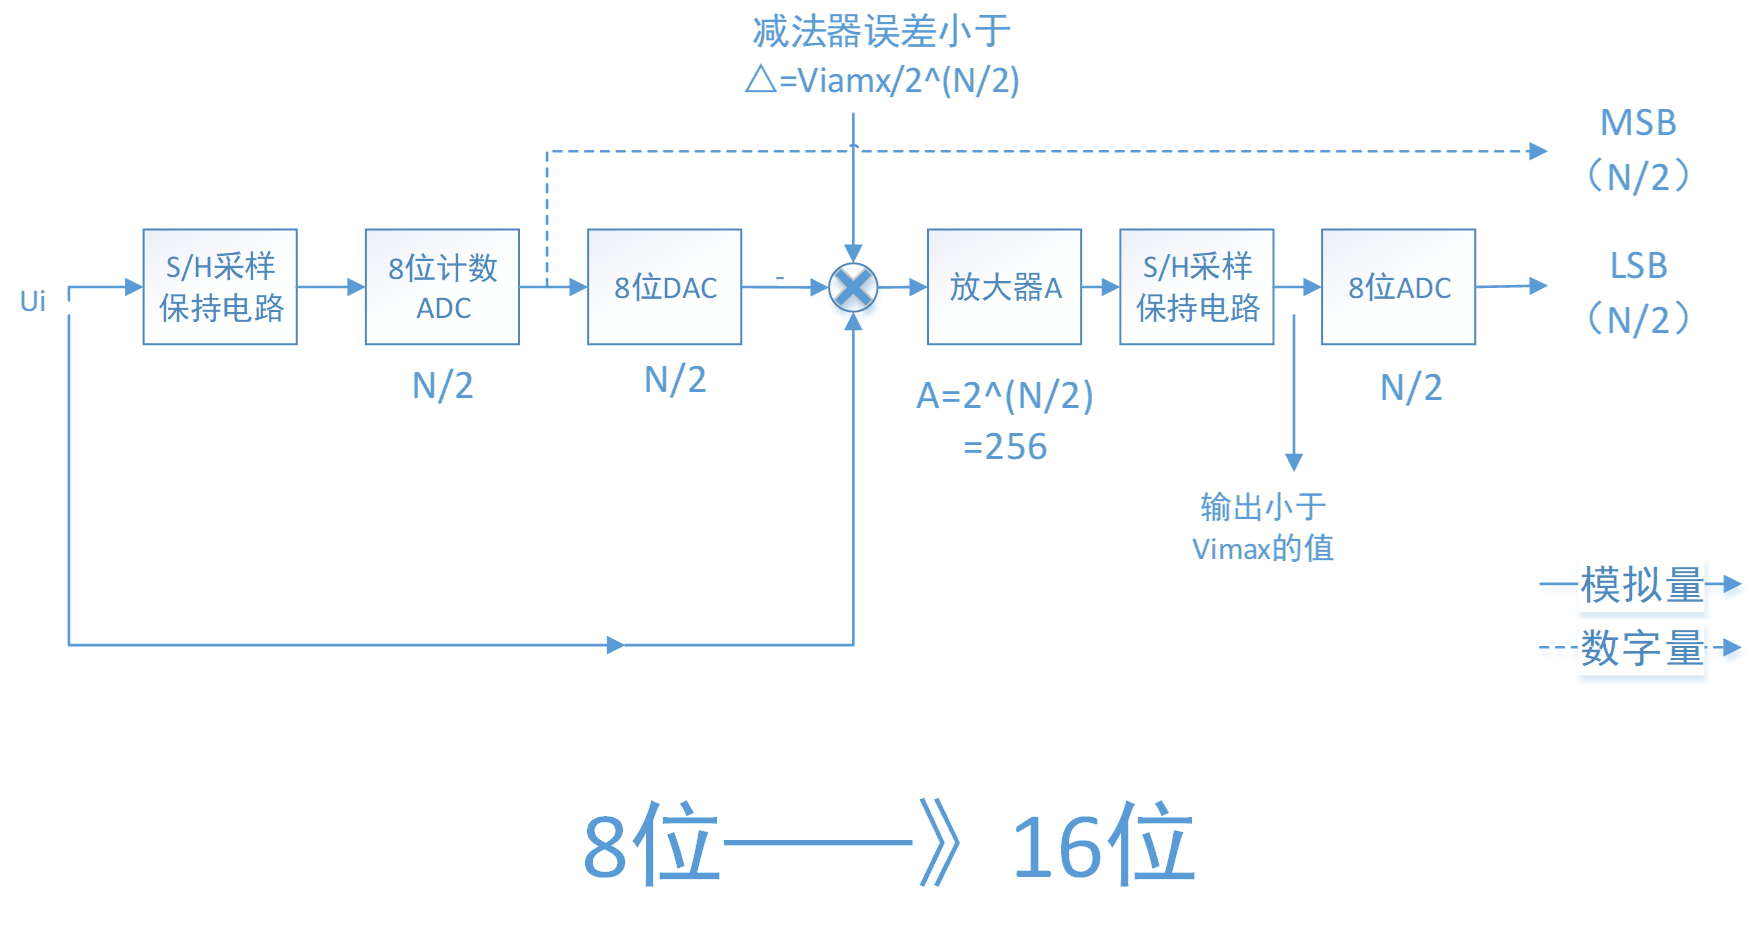 减法器误差小于
△=Viamx/2^(N/2)
MSB
（N/2）
Ui
S/H采样
保持电路
8位计数
ADC
N/2
8位DAC
N/2
-
放大器A
A=2^(N/2)
=256
S/H采样
保持电路
8位ADC
N/2
LSB
（N/2）
输出小于
Vimax的值
模拟量
数字量
8位——》16位